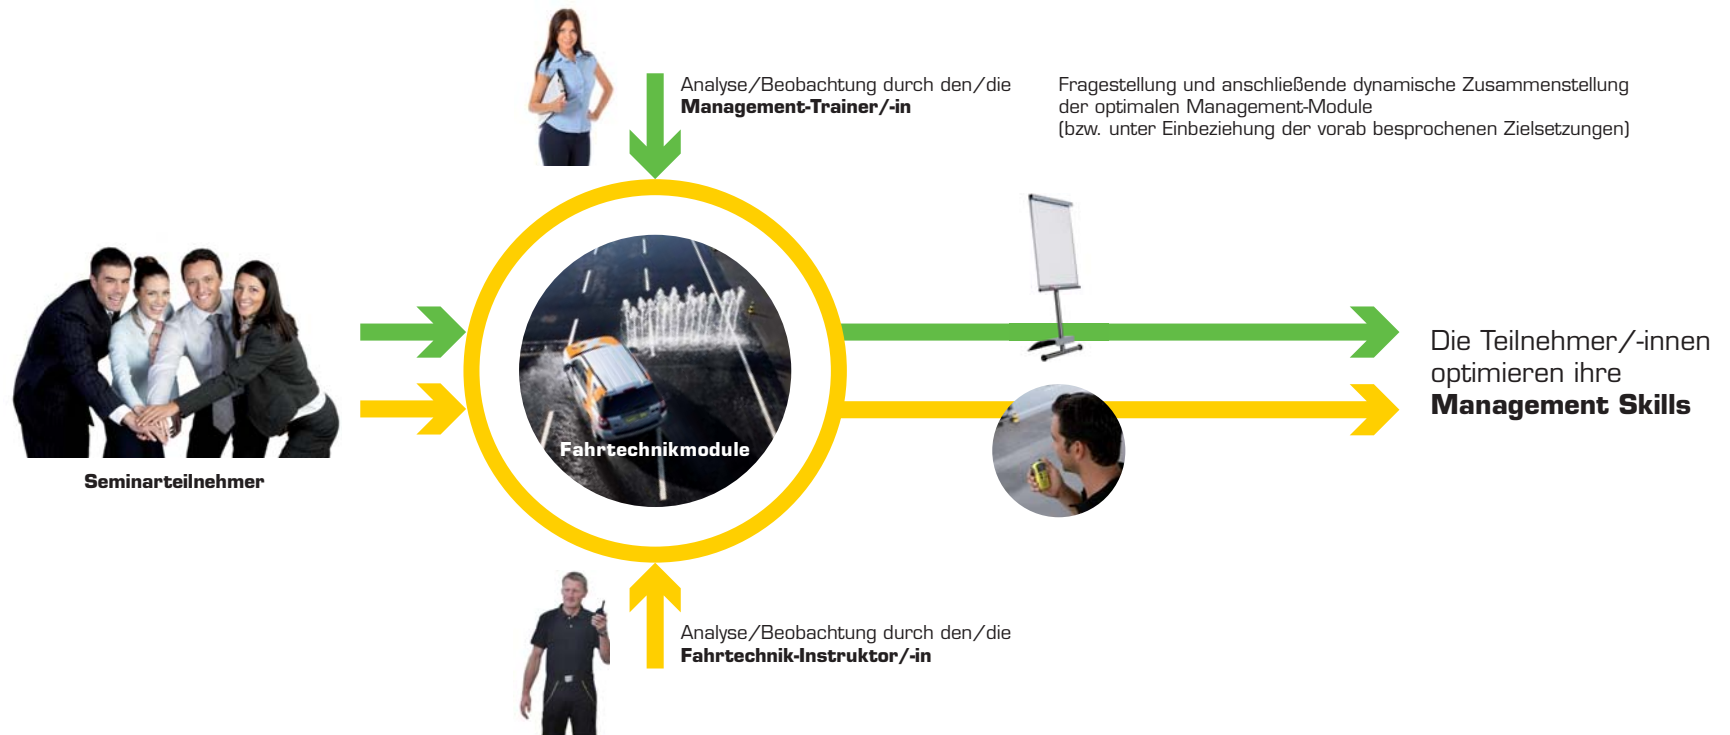 Analyse/Beobachtung durch den/die
Management-Trainer/-in
Fragestellung und anschließende dynamische Zusammenstellung
der optimalen Management-Module
(bzw. unter Einbeziehung der vorab besprochenen Zielsetzungen)
Fahrtechnikmodule
Seminarteilnehmer
Die Teilnehmer/-innen
optimieren ihre
Management Skills
Analyse/Beobachtung durch den/die
Fahrtechnik-Instruktor/-in